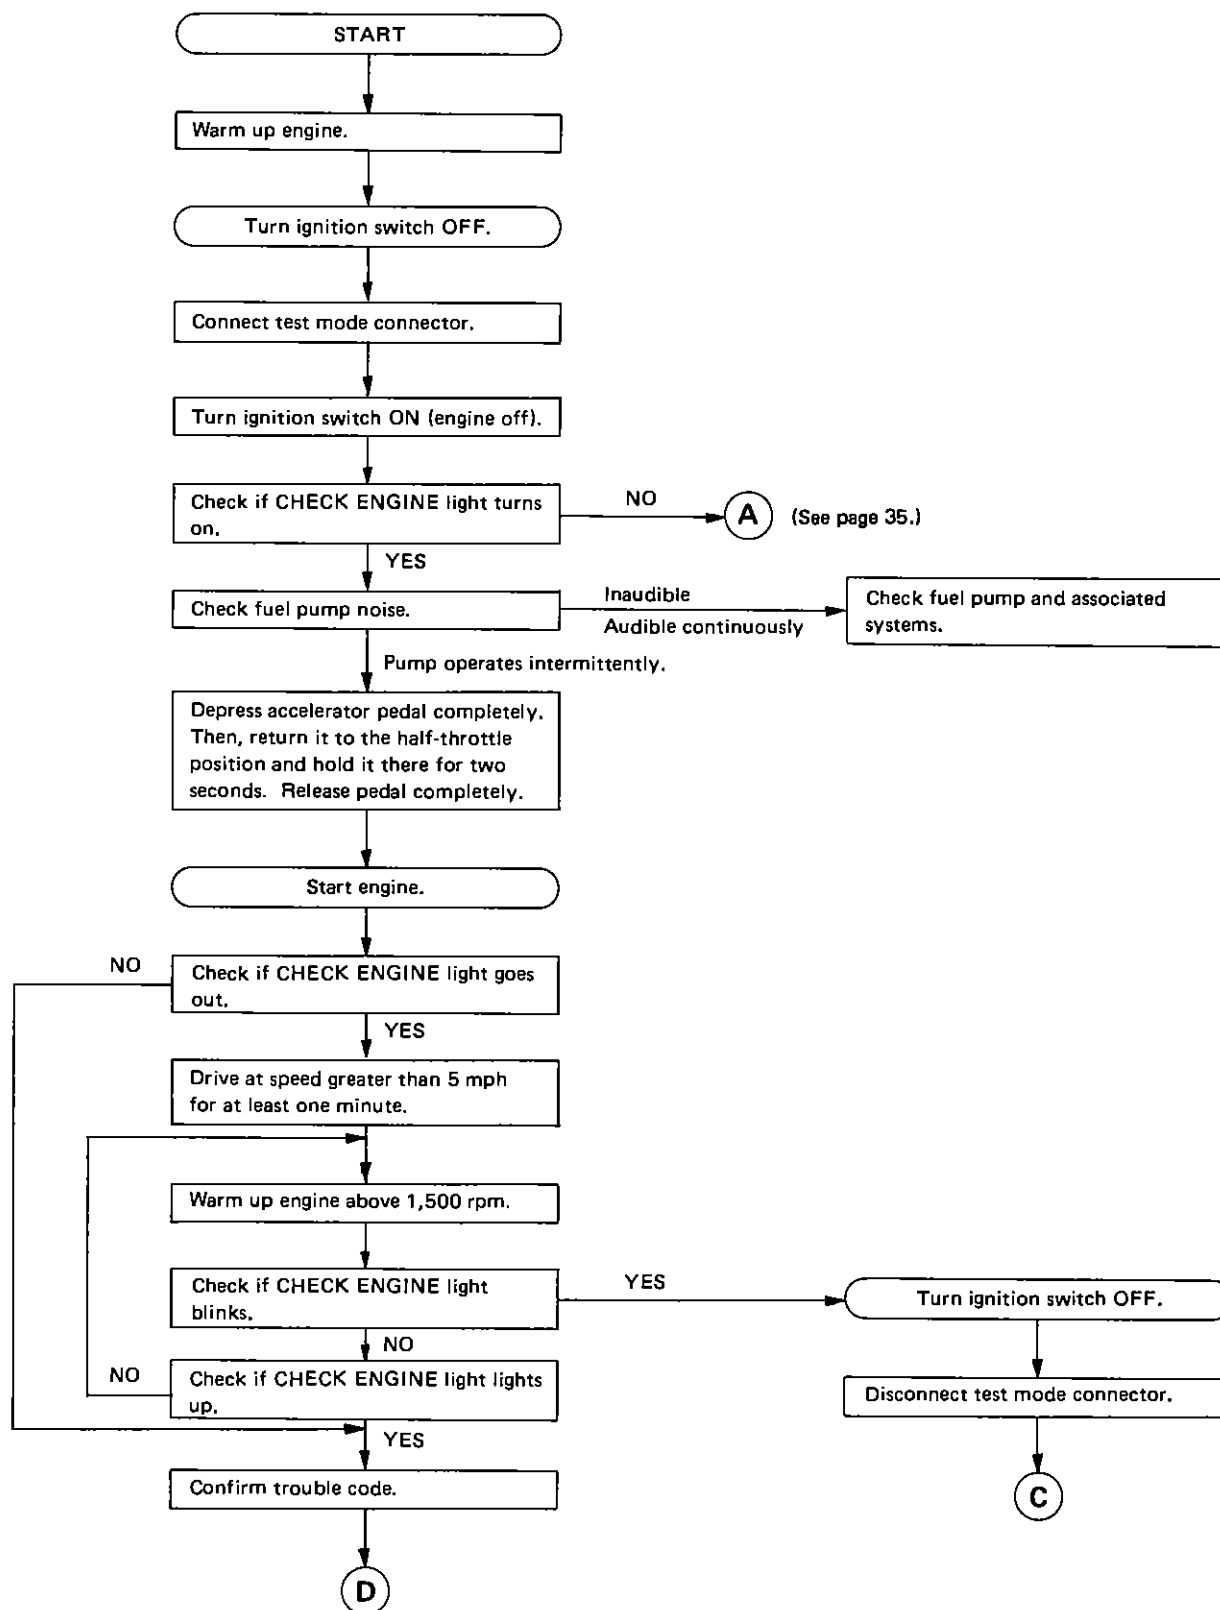 START
Warm up engine.
Turn ignition switch OFF.
Connect test mode connector.
Turn ignition switch ON (engine off).
Check if CHECK ENGINE light turns
on.
NO
A
(See page 35.)
YES
Check fuel pump noise.
Inaudible
Audible continuously
Check fuel pump and associated
systems.
Pump operates intermittently.
Depress accelerator pedal completely.
Then, return it to the half-throttle
position and hold it there for two
seconds. Release pedal completely.
Start engine.
NO
Check if CHECK ENGINE light goes
out.
YES
Drive at speed greater than 5 mph
for at least one minute.
Warm up engine above 1,500 rpm.
Check if CHECK ENGINE light
blinks.
YES
Turn ignition switch OFF.
NO
NO
Check if CHECK ENGINE light lights
up.
Disconnect test mode connector.
YES
Confirm trouble code.
C
D